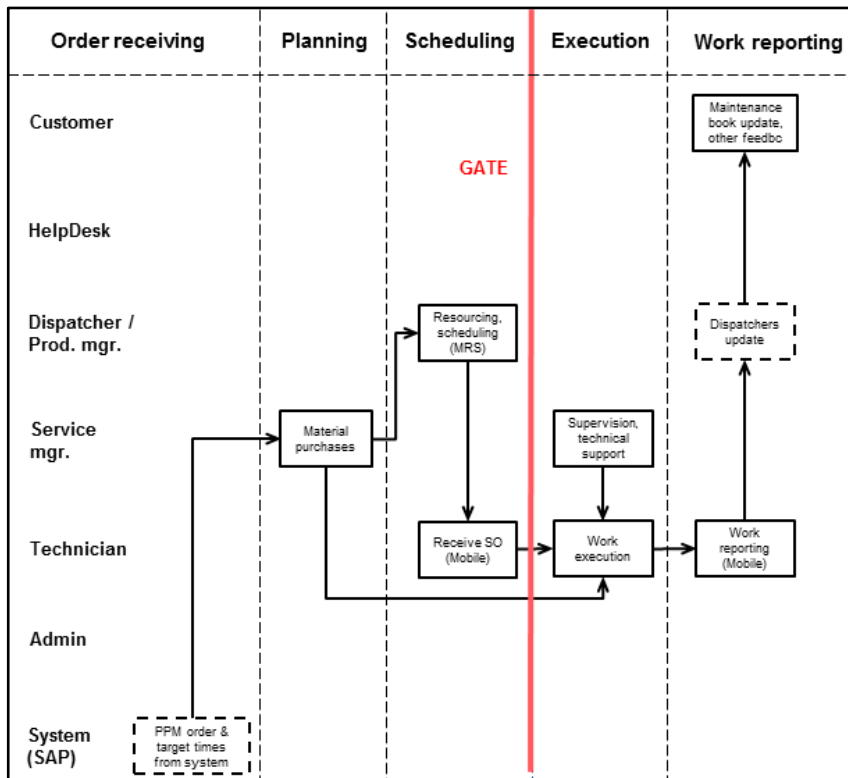 Order receiving
Planning
Scheduling
Execution
Work reporting
Customer
Maintenance
book update,
other feedbc
GATE
HelpDesk
Dispatcher /
Prod. mgr.
Resourcing,
scheduling
(MRS)
Dispatchers
update
Service
mgr.
Material
purchases
Supervision,
technical
support
Technician
Receive SO
(Mobile)
Work
execution
Work
reporting
(Mobile)
Admin
System
(SAP)
PPM order &
target times
from system